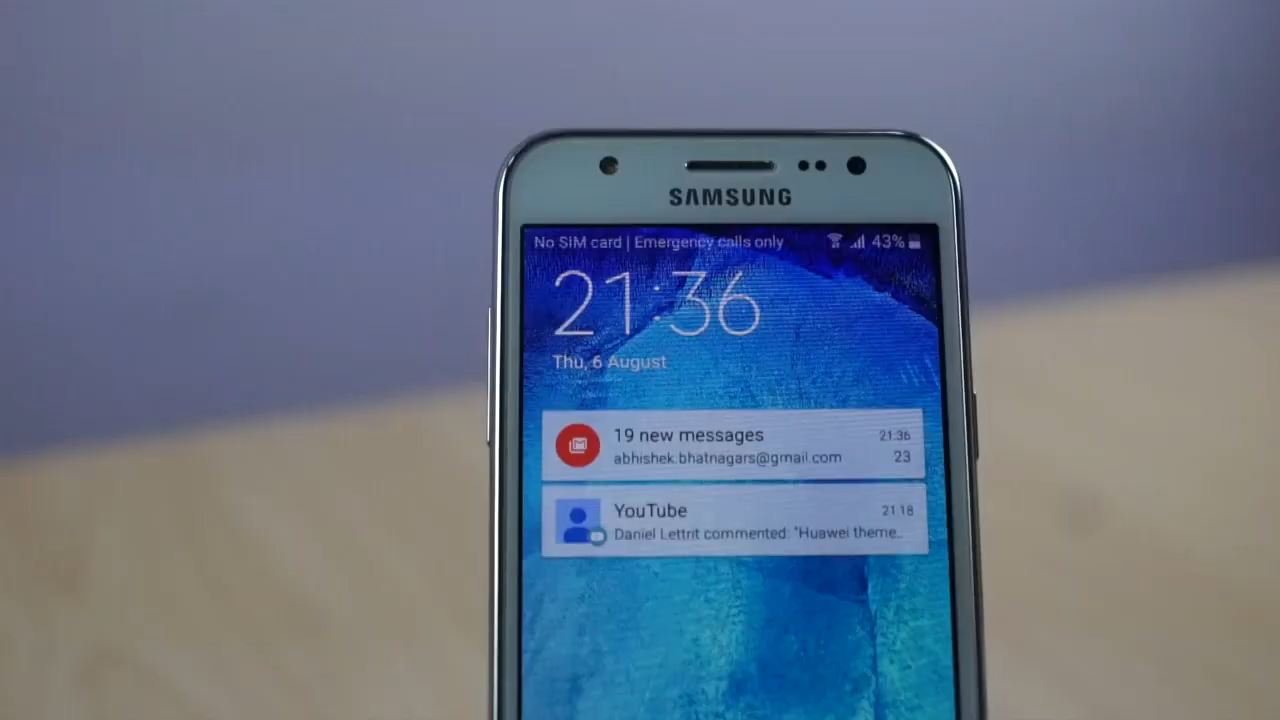 SAMSUNG
No SIM card | Emergency calls only 43%
21:36
Thu, 6 August
19 new messages 21:36
abhishek.bhatnagars@gmail.com 23
YouTube 21:18
Daniel Lettrit commented: "Huawei theme..